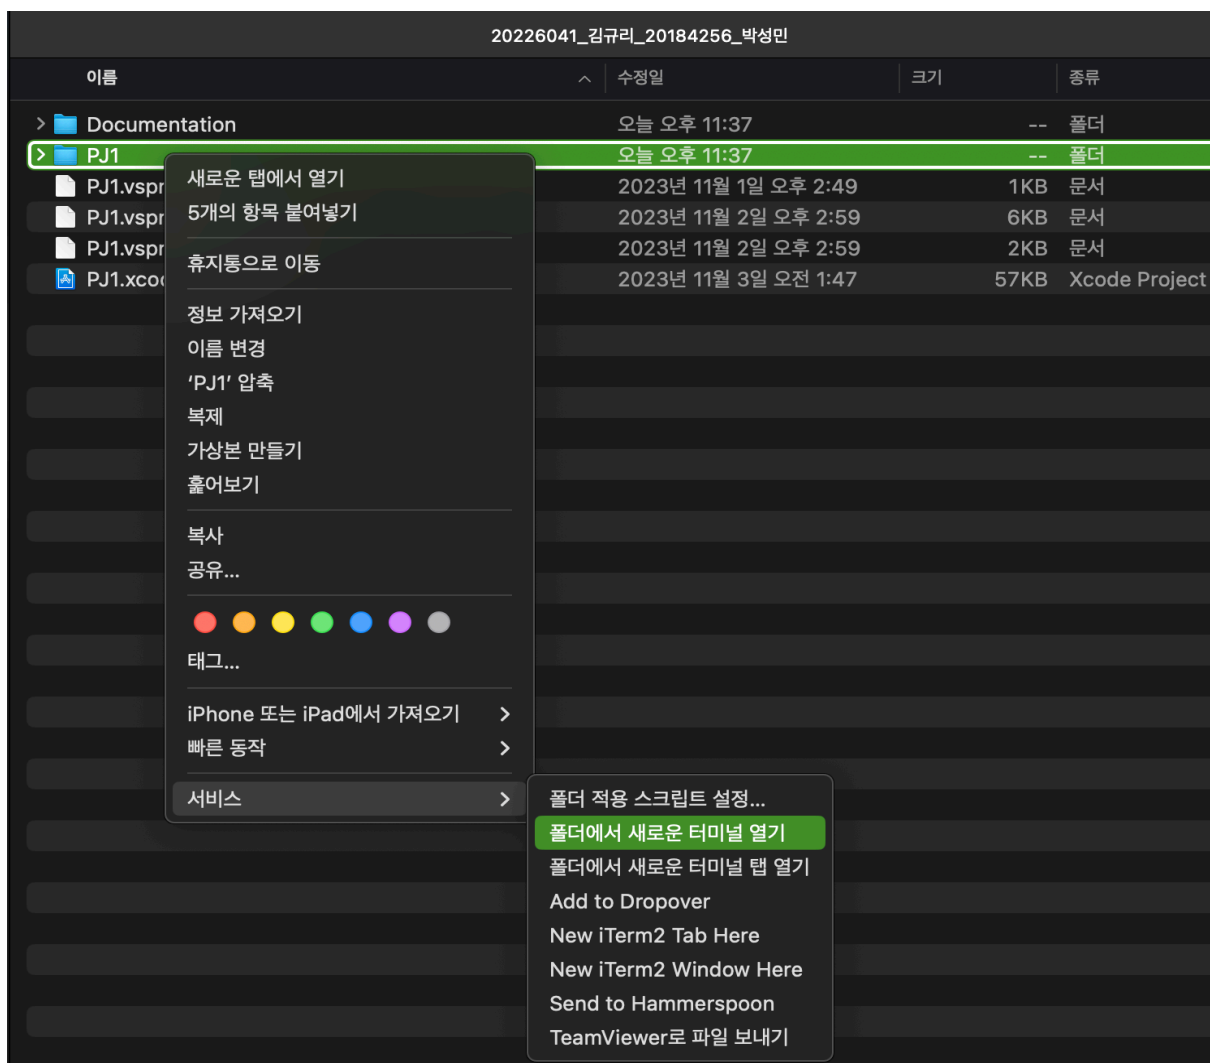 20226041_김규리_20184256_박성민
이름 수정일 크기 종류
Documentation 오늘 오후 11:37 -- 폴더
PJ1 오늘 오후 11:37 -- 폴더
PJ1.vspr 2023년 11월 1일 오후 2:49 1KB 문서
PJ1.vspr 2023년 11월 2일 오후 2:59 6KB 문서
PJ1.vspr 2023년 11월 2일 오후 2:59 2KB 문서
PJ1.xco 2023년 11월 3일 오전 1:47 57KB Xcode Project
새로운 탭에서 열기
5개의 항목 붙여넣기
휴지통으로 이동
정보 가져오기
이름 변경
‘PJ1’ 압축
복제
가상본 만들기
훑어보기
복사
공유...
태그...
iPhone 또는 iPad에서 가져오기
빠른 동작
서비스
폴더 적용 스크립트 설정...
폴더에서 새로운 터미널 열기
폴더에서 새로운 터미널 탭 열기
Add to Dropover
New iTerm2 Tab Here
New iTerm2 Window Here
Send to Hammerspoon
TeamViewer로 파일 보내기